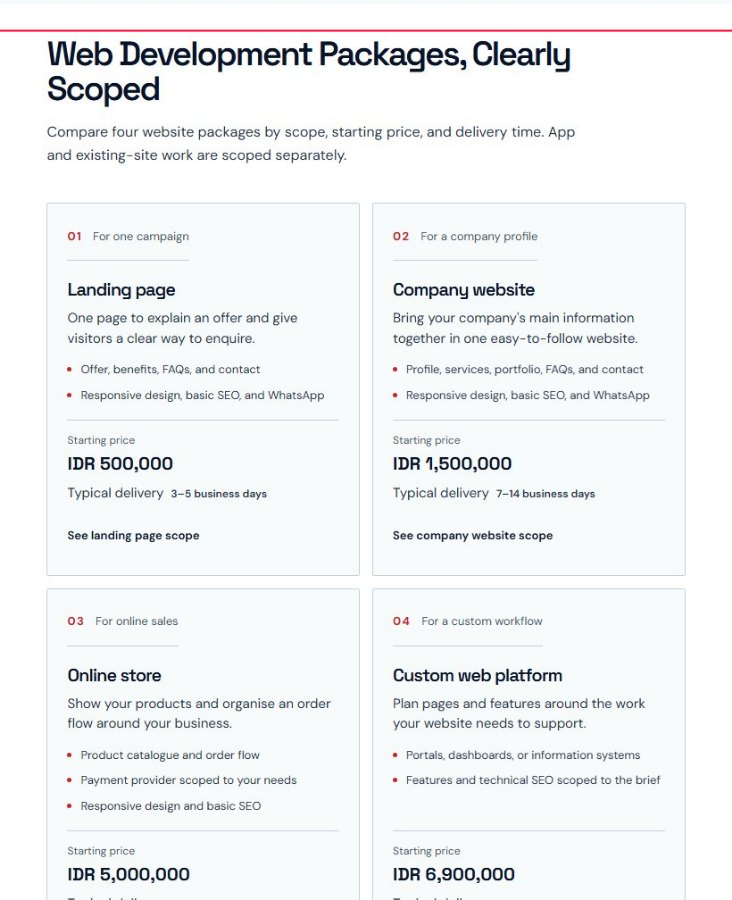 Web Development Packages, Clearly
Scoped
Compare four website packages by scope, starting price, and delivery time. App
and existing-site work are scoped separately.
01 For one campaign
Landing page
One page to explain an offer and give
visitors a clear way to enquire.
Offer, benefits, FAQs, and contact
Responsive design, basic SEO, and WhatsApp
Starting price
IDR 500,000
Typical delivery 3–5 business days
See landing page scope
02 For a company profile
Company website
Bring your company's main information
together in one easy-to-follow website.
Profile, services, portfolio, FAQs, and contact
Responsive design, basic SEO, and WhatsApp
Starting price
IDR 1,500,000
Typical delivery 7–14 business days
See company website scope
03 For online sales
Online store
Show your products and organise an order
flow around your business.
Product catalogue and order flow
Payment provider scoped to your needs
Responsive design and basic SEO
Starting price
IDR 5,000,000
04 For a custom workflow
Custom web platform
Plan pages and features around the work
your website needs to support.
Portals, dashboards, or information systems
Features and technical SEO scoped to the brief
Starting price
IDR 6,900,000